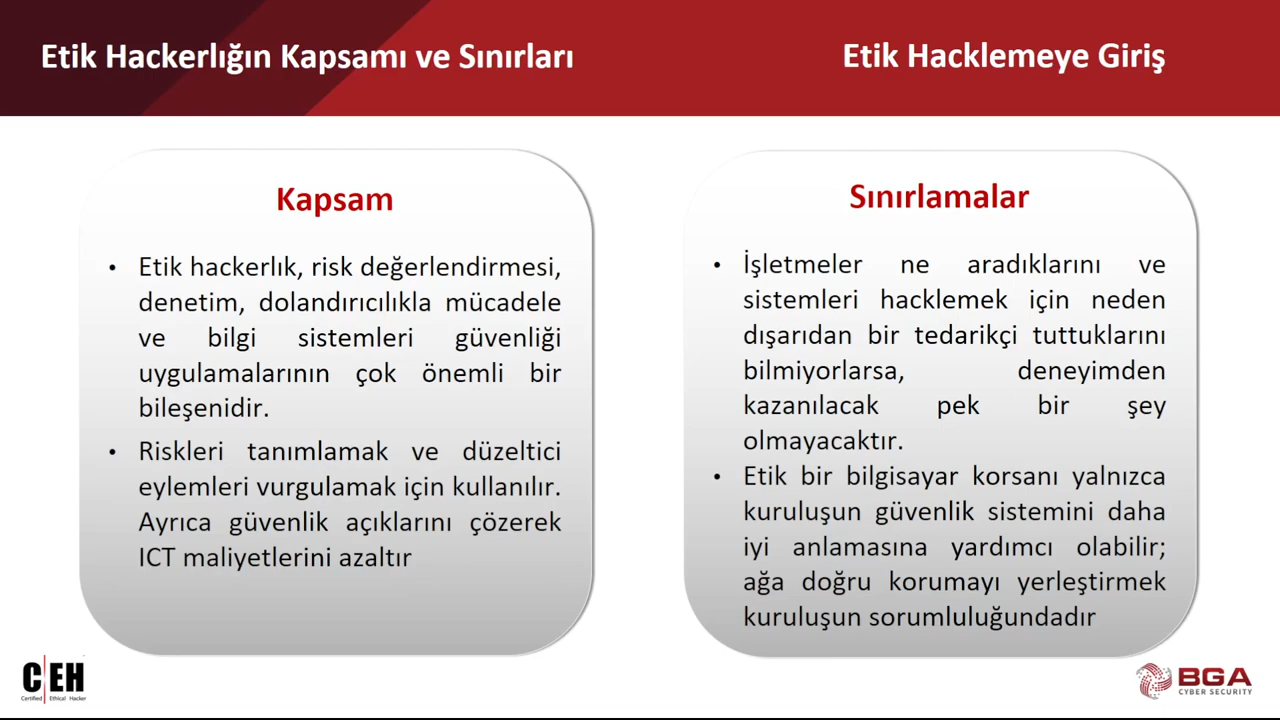 Etik Hackerlığın Kapsamı ve Sınırları
Etik Hacklemeye Giriş
Kapsam
• Etik hackerlık, risk değerlendirmesi,
denetim, dolandırıcılıkla mücadele
ve bilgi sistemleri güvenliği
uygulamalarının çok önemli bir
bileşenidir.
• Riskleri tanımlamak ve düzeltici
eylemleri vurgulamak için kullanılır.
Ayrıca güvenlik açıklarını çözerek
ICT maliyetlerini azaltır
Sınırlamalar
• İşletmeler ne aradıklarını ve
sistemleri hacklemek için neden
dışarıdan bir tedarikçi tuttuklarını
bilmiyorlarsa, deneyimden
kazanılacak pek bir şey
olmayacaktır.
• Etik bir bilgisayar korsanı yalnızca
kuruluşun güvenlik sistemini daha
iyi anlamasına yardımcı olabilir;
ağa doğru korumayı yerleştirmek
kuruluşun sorumluluğundadır
C|EH
Certified Ethical Hacker
BGA
CYBER SECURITY